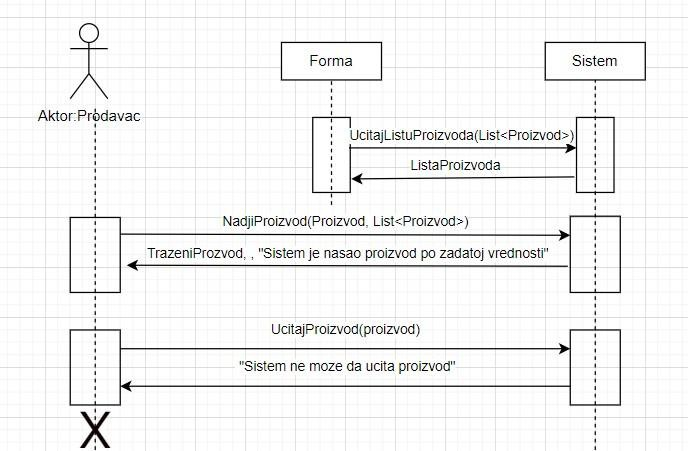 Forma
Sistem
Aktor:Prodavac
UcitajListuProizvoda(List<Proizvod>)
ListaProizvoda
NadjiProizvod(Proizvod, List<Proizvod>)
TrazeniProzvod, , "Sistem je nasao proizvod po zadatoj vrednosti"
UcitajProizvod(proizvod)
"Sistem ne moze da ucita proizvod"
X